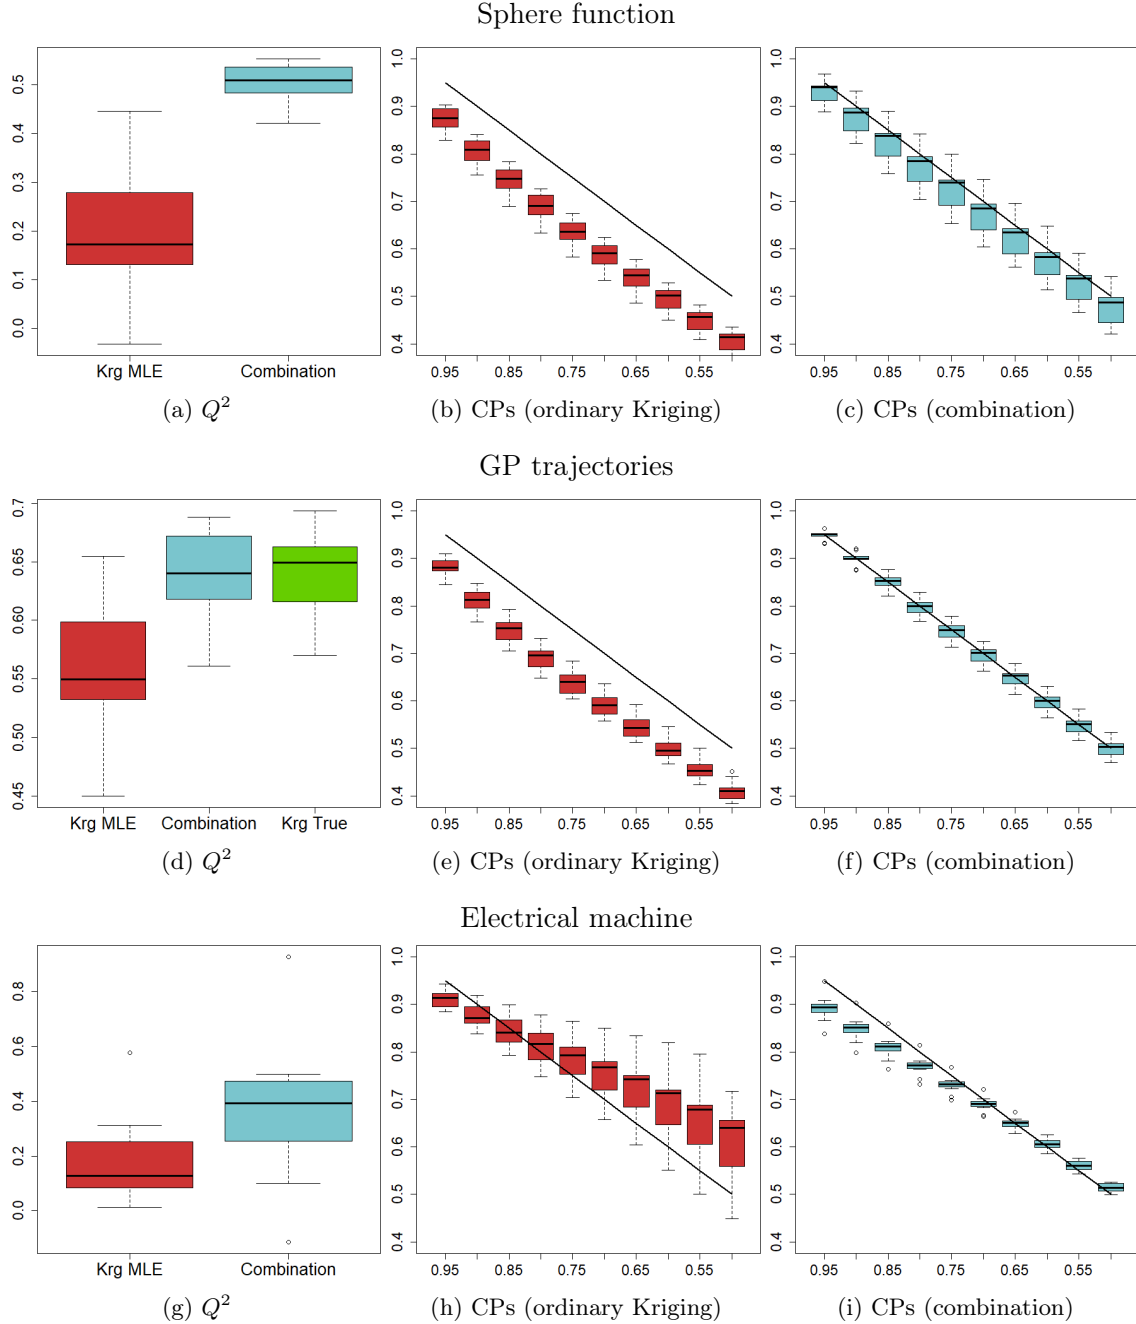 Sphere function
0.0 0.1 0.2 0.3 0.4 0.5
Krg MLE Combination
(a) Q²
0.4 0.5 0.6 0.7 0.8 0.9 1.0
0.95 0.85 0.75 0.65 0.55
(b) CPs (ordinary Kriging)
0.4 0.5 0.6 0.7 0.8 0.9 1.0
0.95 0.85 0.75 0.65 0.55
(c) CPs (combination)
GP trajectories
0.45 0.50 0.55 0.60 0.65 0.7
Krg MLE Combination Krg True
(d) Q²
0.4 0.5 0.6 0.7 0.8 0.9 1.0
0.95 0.85 0.75 0.65 0.55
(e) CPs (ordinary Kriging)
0.4 0.5 0.6 0.7 0.8 0.9 1.0
0.95 0.85 0.75 0.65 0.55
(f) CPs (combination)
Electrical machine
0.0 0.2 0.4 0.6 0.8
Krg MLE Combination
(g) Q²
0.4 0.5 0.6 0.7 0.8 0.9 1.0
0.95 0.85 0.75 0.65 0.55
(h) CPs (ordinary Kriging)
0.4 0.5 0.6 0.7 0.8 0.9 1.0
0.95 0.85 0.75 0.65 0.55
(i) CPs (combination)